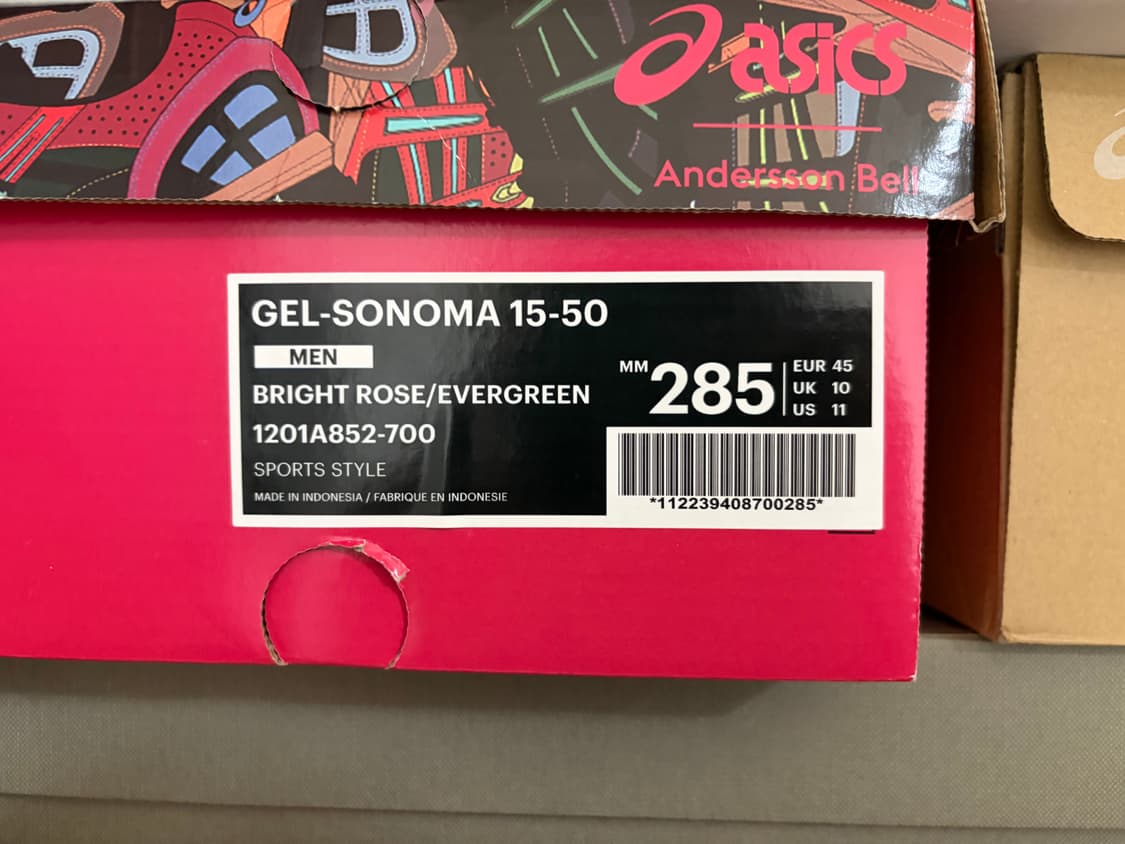 asics
Andersson Bell
GEL-SONOMA 15-50
MEN
BRIGHT ROSE/EVERGREEN
1201A852-700
SPORTS STYLE
MADE IN INDONESIA / FABRIQUE EN INDONESIE
MM 285
EUR 45
UK 10
US 11
*112239408700285*